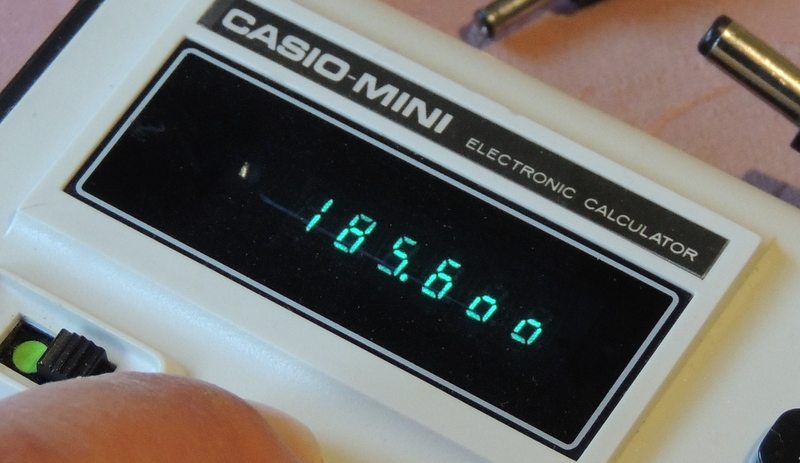 CASIO-MINI ELECTRONIC CALCULATOR
185.600